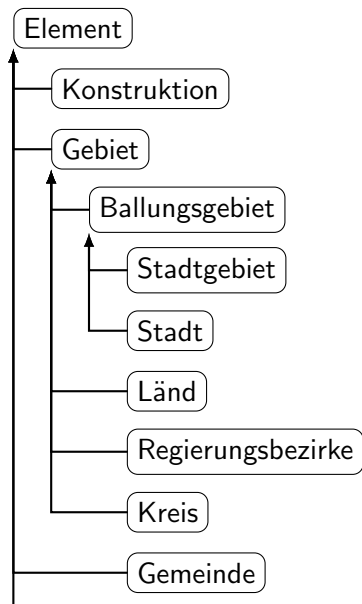 Element
Konstruktion
Gebiet
Ballungsgebiet
Stadtgebiet
Stadt
Länd
Regierungsbezirke
Kreis
Gemeinde